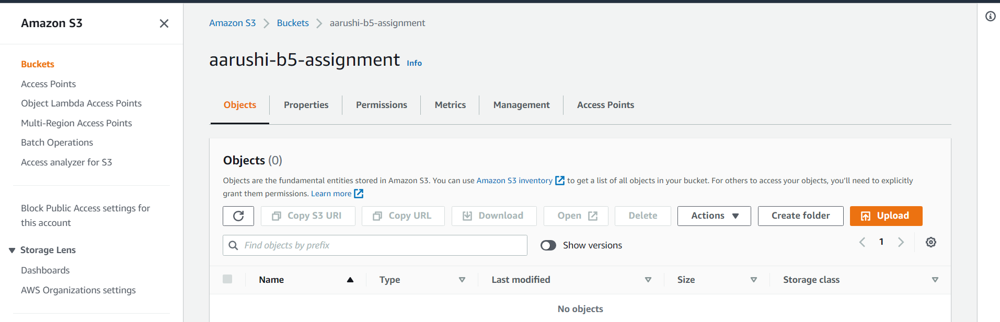 Amazon S3
Buckets
Access Points
Object Lambda Access Points
Multi-Region Access Points
Batch Operations
Access analyzer for S3
Block Public Access settings for
this account
Storage Lens
Dashboards
AWS Organizations settings
Amazon S3 Buckets aarushi-b5-assignment
aarushi-b5-assignment Info
Objects Properties Permissions Metrics Management Access Points
Objects (0)
Objects are the fundamental entities stored in Amazon S3. You can use Amazon S3 inventory to get a list of all objects in your bucket. For others to access your objects, you'll need to explicitly
grant them permissions. Learn more
Copy S3 URI Copy URL Download Open Delete Actions Create folder Upload
Find objects by prefix Show versions 1
Name Type Last modified Size Storage class
No objects